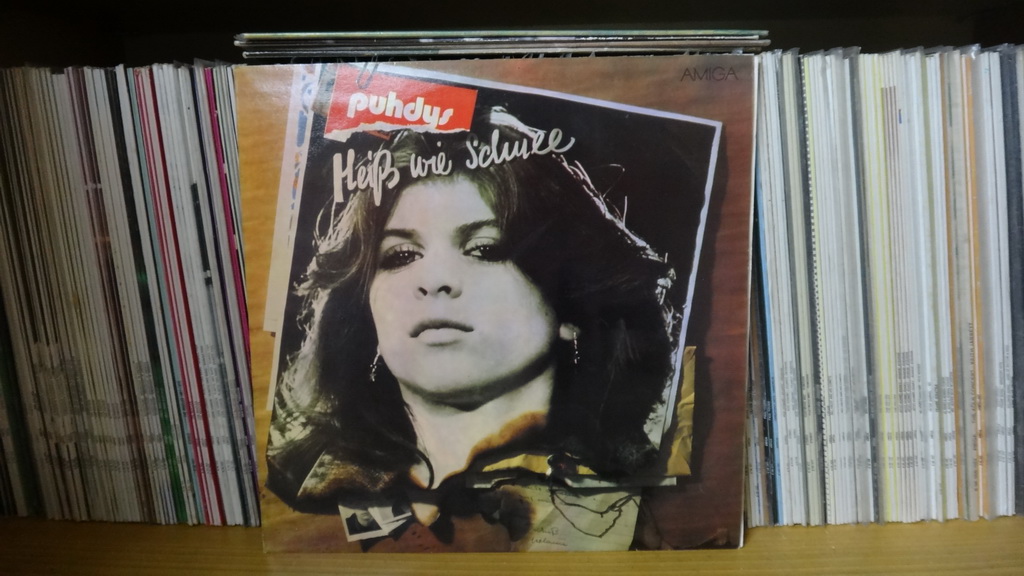 AMIGA
puhdys
Heiß wie Schnee